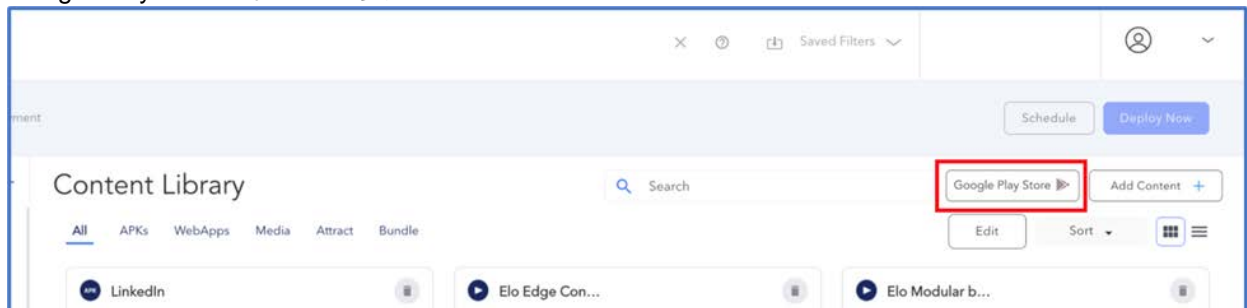 Saved Filters
ment
Schedule
Deploy Now
Content Library
Search
Google Play Store
Add Content +
All APKs WebApps Media Attract Bundle
Edit
Sort
APK LinkedIn
Elo Edge Con...
Elo Modular b...